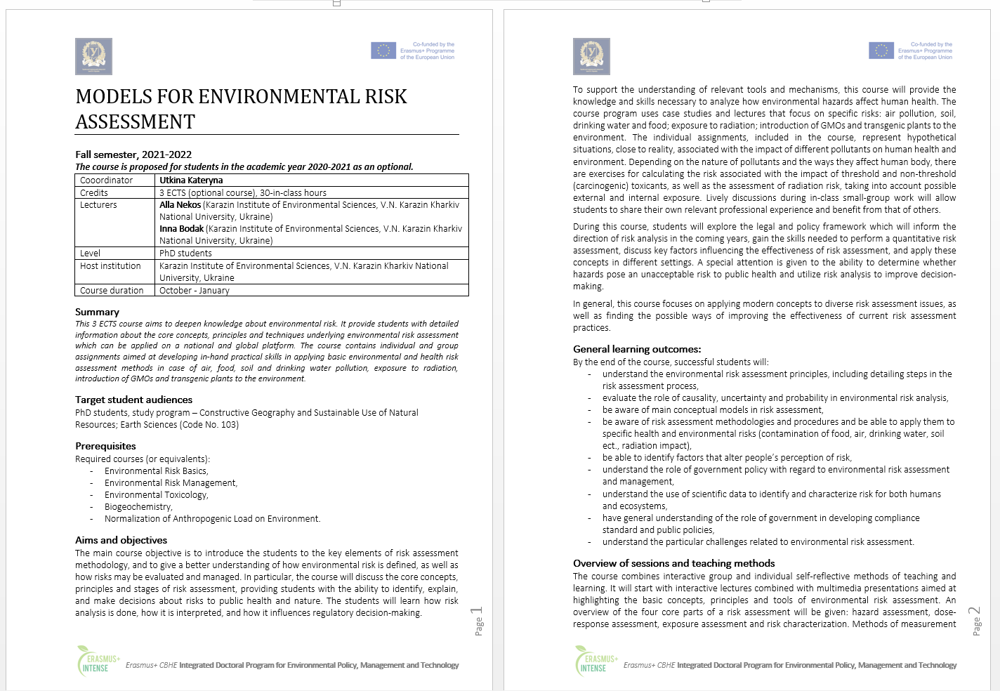 Co-funded by the
Erasmus+ Programme
of the European Union
MODELS FOR ENVIRONMENTAL RISK
ASSESSMENT
Fall semester, 2021-2022
The course is proposed for students in the academic year 2020-2021 as an optional.
Cooordinator Utkina Kateryna
Credits 3 ECTS (optional course), 30-in-class hours
Lecturers Alla Nekos (Karazin Institute of Environmental Sciences, V.N. Karazin Kharkiv
National University, Ukraine)
Inna Bodak (Karazin Institute of Environmental Sciences, V.N. Karazin Kharkiv
National University, Ukraine)
Level PhD students
Host institution Karazin Institute of Environmental Sciences, V.N. Karazin Kharkiv National
University, Ukraine
Course duration October - January
Summary
This 3 ECTS course aims to deepen knowledge about environmental risk. It provide students with detailed
information about the core concepts, principles and techniques underlying environmental risk assessment
which can be applied on a national and global platform. The course contains individual and group
assignments aimed at developing in-hand practical skills in applying basic environmental and health risk
assessment methods in case of air, food, soil and drinking water pollution, exposure to radiation,
introduction of GMOs and transgenic plants to the environment.
Target student audiences
PhD students, study program – Constructive Geography and Sustainable Use of Natural
Resources; Earth Sciences (Code No. 103)
Prerequisites
Required courses (or equivalents):
- Environmental Risk Basics,
- Environmental Risk Management,
- Environmental Toxicology,
- Biogeochemistry,
- Normalization of Anthropogenic Load on Environment.
Aims and objectives
The main course objective is to introduce the students to the key elements of risk assessment
methodology, and to give a better understanding of how environmental risk is defined, as well as
how risks may be evaluated and managed. In particular, the course will discuss the core concepts,
principles and stages of risk assessment, providing students with the ability to identify, explain,
and make decisions about risks to public health and nature. The students will learn how risk
analysis is done, how it is interpreted, and how it influences regulatory decision-making.
Page 1
ERASMUS+
INTENSE
Erasmus+ CBHE Integrated Doctoral Program for Environmental Policy, Management and Technology
Co-funded by the
Erasmus+ Programme
of the European Union
To support the understanding of relevant tools and mechanisms, this course will provide the
knowledge and skills necessary to analyze how environmental hazards affect human health. The
course program uses case studies and lectures that focus on specific risks: air pollution, soil,
drinking water and food; exposure to radiation; introduction of GMOs and transgenic plants to the
environment. The individual assignments, included in the course, represent hypothetical
situations, close to reality, associated with the impact of different pollutants on human health and
environment. Depending on the nature of pollutants and the ways they affect human body, there
are exercises for calculating the risk associated with the impact of threshold and non-threshold
(carcinogenic) toxicants, as well as the assessment of radiation risk, taking into account possible
external and internal exposure. Lively discussions during in-class small-group work will allow
students to share their own relevant professional experience and benefit from that of others.
During this course, students will explore the legal and policy framework which will inform the
direction of risk analysis in the coming years, gain the skills needed to perform a quantitative risk
assessment, discuss key factors influencing the effectiveness of risk assessment, and apply these
concepts in different settings. A special attention is given to the ability to determine whether
hazards pose an unacceptable risk to public health and utilize risk analysis to improve decision-
making.
In general, this course focuses on applying modern concepts to diverse risk assessment issues, as
well as finding the possible ways of improving the effectiveness of current risk assessment
practices.
General learning outcomes:
By the end of the course, successful students will:
- understand the environmental risk assessment principles, including detailing steps in the
risk assessment process,
- evaluate the role of causality, uncertainty and probability in environmental risk analysis,
- be aware of main conceptual models in risk assessment,
- be aware of risk assessment methodologies and procedures and be able to apply them to
specific health and environmental risks (contamination of food, air, drinking water, soil
ect., radiation impact),
- be able to identify factors that alter people's perception of risk,
- understand the role of government policy with regard to environmental risk assessment
and management,
- understand the use of scientific data to identify and characterize risk for both humans
and ecosystems,
- have general understanding of the role of government in developing compliance
standard and public policies,
- understand the particular challenges related to environmental risk assessment.
Overview of sessions and teaching methods
The course combines interactive group and individual self-reflective methods of teaching and
learning. It will start with interactive lectures combined with multimedia presentations aimed at
highlighting the basic concepts, principles and tools of environmental risk assessment. An
overview of the four core parts of a risk assessment will be given: hazard assessment, dose-
response assessment, exposure assessment and risk characterization. Methods of measurement
Page 2
ERASMUS+
INTENSE
Erasmus+ CBHE Integrated Doctoral Program for Environmental Policy, Management and Technology